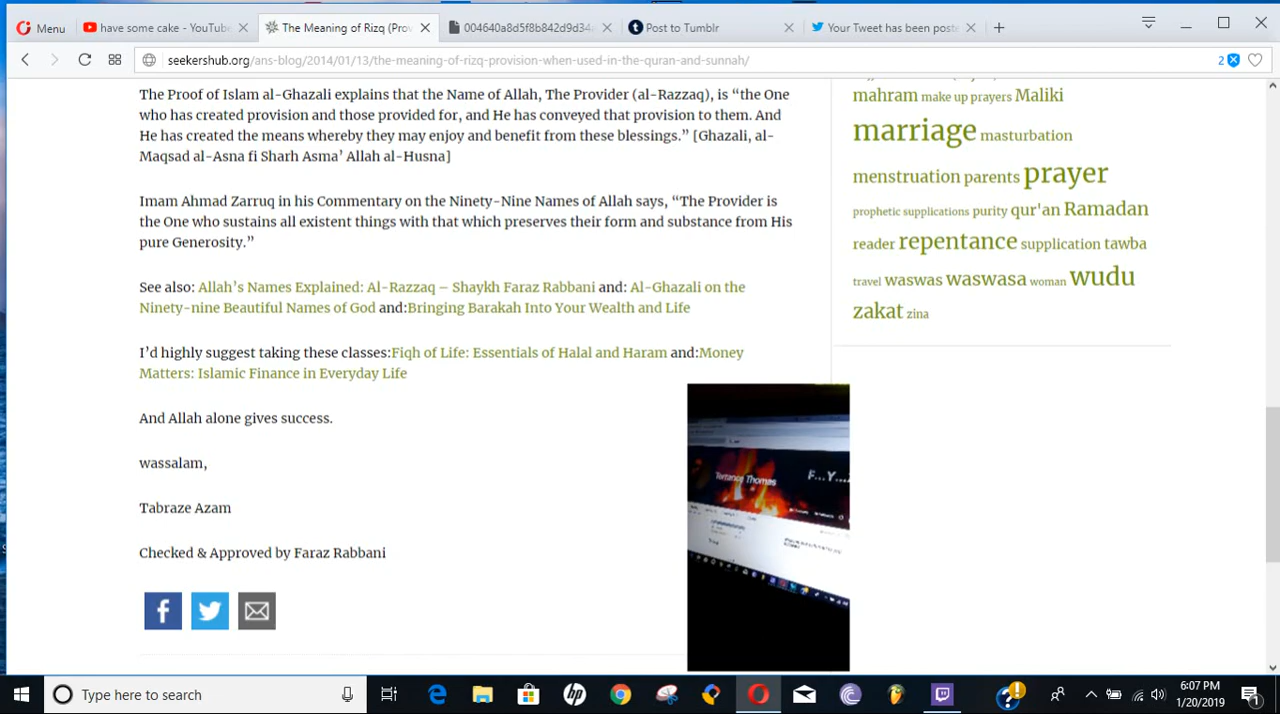 Menu
have some cake - YouTube
The Meaning of Rizq (Prov
004640a8d5f8b842d9d34
Post to Tumblr
Your Tweet has been poste
seekershub.org/ans-blog/2014/01/13/the-meaning-of-rizq-provision-when-used-in-the-quran-and-sunnah/
2
The Proof of Islam al-Ghazali explains that the Name of Allah, The Provider (al-Razzaq), is “the One
who has created provision and those provided for, and He has conveyed that provision to them. And
He has created the means whereby they may enjoy and benefit from these blessings.” [Ghazali, al-
Maqsad al-Asna fi Sharh Asma’ Allah al-Husna]
Imam Ahmad Zarruq in his Commentary on the Ninety-Nine Names of Allah says, “The Provider is
the One who sustains all existent things with that which preserves their form and substance from His
pure Generosity.”
See also: Allah’s Names Explained: Al-Razzaq – Shaykh Faraz Rabbani and: Al-Ghazali on the
Ninety-nine Beautiful Names of God and:Bringing Barakah Into Your Wealth and Life
I’d highly suggest taking these classes:Fiqh of Life: Essentials of Halal and Haram and:Money
Matters: Islamic Finance in Everyday Life
And Allah alone gives success.
wassalam,
Tabraze Azam
Checked & Approved by Faraz Rabbani
mahram make up prayers Maliki
marriage masturbation
menstruation parents prayer
prophetic supplications purity qur'an Ramadan
reader repentance supplication tawba
travel waswas waswasa woman wudu
zakat zina
Terrance Thomas
F...Y...
Type here to search
6:07 PM
1/20/2019
1